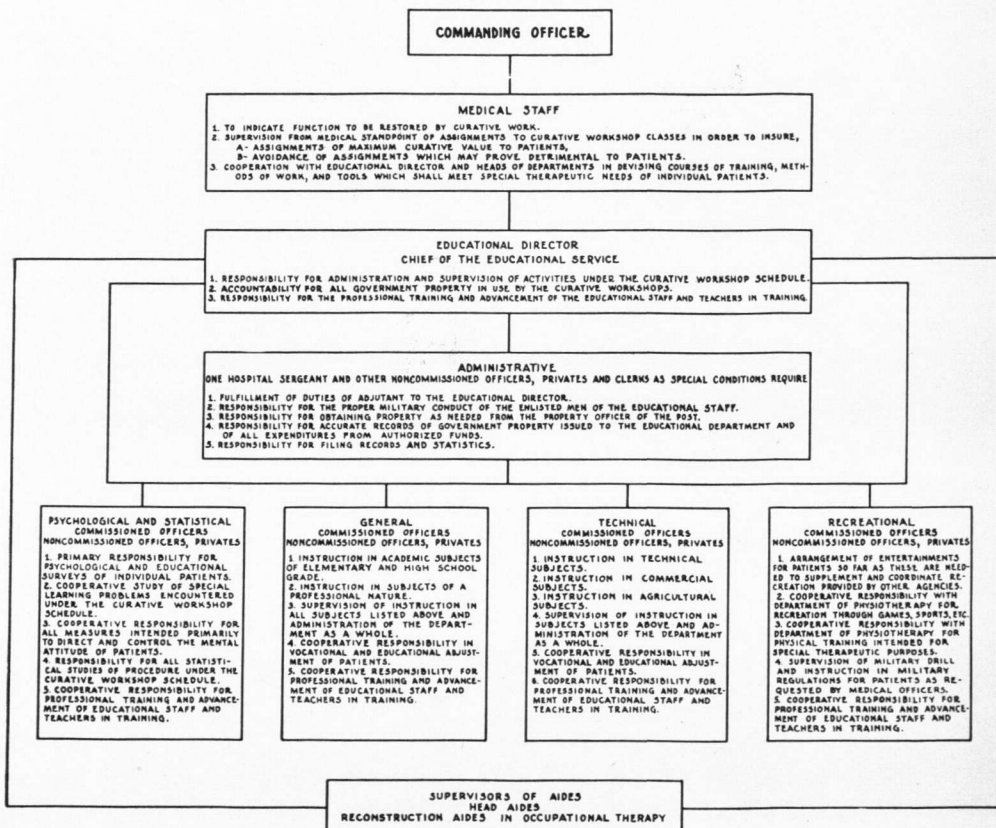 COMMANDING OFFICER
MEDICAL STAFF
1. TO INDICATE FUNCTION TO BE RESTORED BY CURATIVE WORK.
2. SUPERVISION FROM MEDICAL STANDPOINT OF ASSIGNMENTS TO CURATIVE WORKSHOP CLASSES IN ORDER TO INSURE,
A- ASSIGNMENTS OF MAXIMUM CURATIVE VALUE TO PATIENTS,
B- AVOIDANCE OF ASSIGNMENTS WHICH MAY PROVE DETRIMENTAL TO PATIENTS.
3. COOPERATION WITH EDUCATIONAL DIRECTOR AND HEADS OF DEPARTMENTS IN DEVISING COURSES OF TRAINING, METH-
ODS OF WORK, AND TOOLS WHICH SHALL MEET SPECIAL THERAPEUTIC NEEDS OF INDIVIDUAL PATIENTS.
EDUCATIONAL DIRECTOR
CHIEF OF THE EDUCATIONAL SERVICE
1. RESPONSIBILITY FOR ADMINISTRATION AND SUPERVISION OF ACTIVITIES UNDER THE CURATIVE WORKSHOP SCHEDULE.
2. ACCOUNTABILITY FOR ALL GOVERNMENT PROPERTY IN USE BY THE CURATIVE WORKSHOPS.
3. RESPONSIBILITY FOR THE PROFESSIONAL TRAINING AND ADVANCEMENT OF THE EDUCATIONAL STAFF AND TEACHERS IN TRAINING.
ADMINISTRATIVE
ONE HOSPITAL SERGEANT AND OTHER NONCOMMISSIONED OFFICERS, PRIVATES AND CLERKS AS SPECIAL CONDITIONS REQUIRE
1. FULFILLMENT OF DUTIES OF ADJUTANT TO THE EDUCATIONAL DIRECTOR.
2. RESPONSIBILITY FOR THE PROPER MILITARY CONDUCT OF THE ENLISTED MEN OF THE EDUCATIONAL STAFF.
3. RESPONSIBILITY FOR OBTAINING PROPERTY AS NEEDED FROM THE PROPERTY OFFICER OF THE POST.
4. RESPONSIBILITY FOR ACCURATE RECORDS OF GOVERNMENT PROPERTY ISSUED TO THE EDUCATIONAL DEPARTMENT AND
OF ALL EXPENDITURES FROM AUTHORIZED FUNDS.
5. RESPONSIBILITY FOR FILING RECORDS AND STATISTICS.
PSYCHOLOGICAL AND STATISTICAL
COMMISSIONED OFFICERS
NONCOMMISSIONED OFFICERS, PRIVATES
1. PRIMARY RESPONSIBILITY FOR
PSYCHOLOGICAL AND EDUCATIONAL
SURVEYS OF INDIVIDUAL PATIENTS.
2. COOPERATIVE STUDY OF SPECIAL
LEARNING PROBLEMS ENCOUNTERED
UNDER THE CURATIVE WORKSHOP
SCHEDULE.
3. COOPERATIVE RESPONSIBILITY FOR
ALL MEASURES INTENDED PRIMARILY
TO DIRECT AND CONTROL THE MENTAL
ATTITUDE OF PATIENTS.
4. RESPONSIBILITY FOR ALL STATISTI-
CAL STUDIES OF PROCEDURE UNDER THE
CURATIVE WORKSHOP SCHEDULE.
5. COOPERATIVE RESPONSIBILITY FOR
PROFESSIONAL TRAINING AND ADVANCE-
MENT OF EDUCATIONAL STAFF AND
TEACHERS IN TRAINING.
GENERAL
COMMISSIONED OFFICERS
NONCOMMISSIONED OFFICERS, PRIVATES
1. INSTRUCTION IN ACADEMIC SUBJECTS
OF ELEMENTARY AND HIGH SCHOOL
GRADE.
2. INSTRUCTION IN SUBJECTS OF A
PROFESSIONAL NATURE.
3. SUPERVISION OF INSTRUCTION IN
ALL SUBJECTS LISTED ABOVE AND
ADMINISTRATION OF THE DEPART-
MENT AS A WHOLE.
4. COOPERATIVE RESPONSIBILITY IN
VOCATIONAL AND EDUCATIONAL ADJUST-
MENT OF PATIENTS.
5. COOPERATIVE RESPONSIBILITY FOR
PROFESSIONAL TRAINING AND ADVANCE-
MENT OF EDUCATIONAL STAFF AND
TEACHERS IN TRAINING.
TECHNICAL
COMMISSIONED OFFICERS
NONCOMMISSIONED OFFICERS, PRIVATES
1. INSTRUCTION IN TECHNICAL
SUBJECTS.
2. INSTRUCTION IN COMMERCIAL
SUBJECTS.
3. INSTRUCTION IN AGRICULTURAL
SUBJECTS.
4. SUPERVISION OF INSTRUCTION IN
SUBJECTS LISTED ABOVE AND AD-
MINISTRATION OF THE DEPARTMENT
AS A WHOLE.
5. COOPERATIVE RESPONSIBILITY IN
VOCATIONAL AND EDUCATIONAL ADJUST-
MENT OF PATIENTS.
6. COOPERATIVE RESPONSIBILITY FOR
PROFESSIONAL TRAINING AND ADVANCE-
MENT OF EDUCATIONAL STAFF AND
TEACHERS IN TRAINING.
RECREATIONAL
COMMISSIONED OFFICERS
NONCOMMISSIONED OFFICERS, PRIVATES
1. ARRANGEMENT OF ENTERTAINMENTS
FOR PATIENTS SO FAR AS THESE ARE NEED-
ED TO SUPPLEMENT AND COORDINATE RE-
CREATION PROVIDED BY OTHER AGENCIES.
2. COOPERATIVE RESPONSIBILITY WITH
DEPARTMENT OF PHYSIOTHERAPY FOR
RECREATION THROUGH GAMES, SPORTS, ETC.
3. COOPERATIVE RESPONSIBILITY WITH
DEPARTMENT OF PHYSIOTHERAPY FOR
PHYSICAL TRAINING INTENDED FOR
SPECIAL THERAPEUTIC PURPOSES.
4. SUPERVISION OF MILITARY DRILL
AND INSTRUCTION IN MILITARY
REGULATIONS FOR PATIENTS AS RE-
QUESTED BY MEDICAL OFFICERS.
5. COOPERATIVE RESPONSIBILITY FOR
PROFESSIONAL TRAINING AND ADVANCE-
MENT OF EDUCATIONAL STAFF AND
TEACHERS IN TRAINING.
SUPERVISORS OF AIDES
HEAD AIDES
RECONSTRUCTION AIDES IN OCCUPATIONAL THERAPY